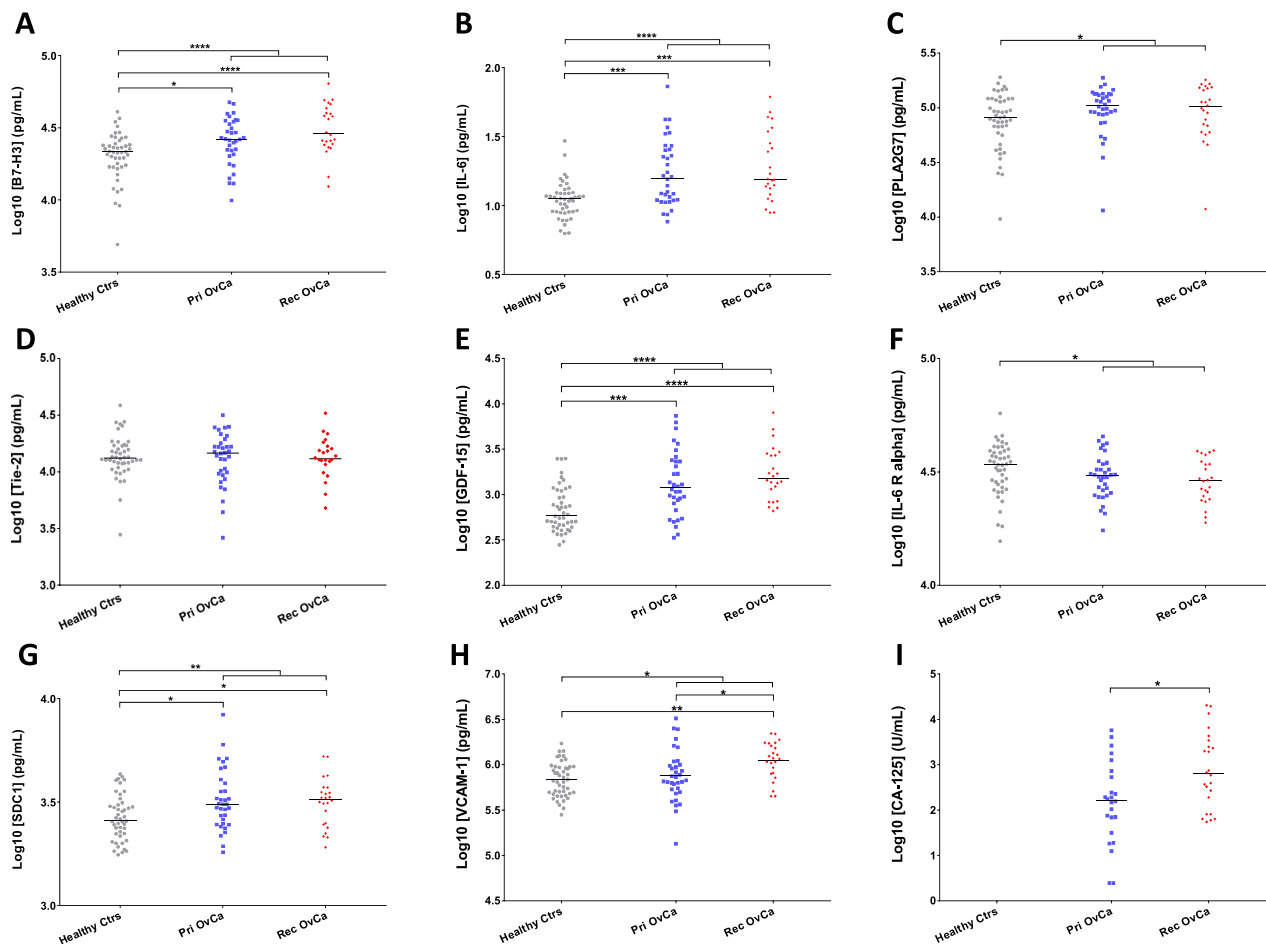 A
Log10 [B7-H3] (pg/mL)
5.0
4.5
4.0
3.5
****
****
*
Healthy Ctrs
Pri OvCa
Rec OvCa
B
Log10 [IL-6] (pg/mL)
2.0
1.5
1.0
0.5
****
***
***
Healthy Ctrs
Pri OvCa
Rec OvCa
C
Log10 [PLA2G7] (pg/mL)
5.5
5.0
4.5
4.0
3.5
*
Healthy Ctrs
Pri OvCa
Rec OvCa
D
Log10 [Tie-2] (pg/mL)
5.0
4.5
4.0
3.5
3.0
Healthy Ctrs
Pri OvCa
Rec OvCa
E
Log10 [GDF-15] (pg/mL)
4.5
4.0
3.5
3.0
2.5
2.0
****
****
***
Healthy Ctrs
Pri OvCa
Rec OvCa
F
Log10 [IL-6 R alpha] (pg/mL)
5.0
4.5
4.0
*
Healthy Ctrs
Pri OvCa
Rec OvCa
G
Log10 [SDC1] (pg/mL)
4.0
3.5
3.0
**
*
*
Healthy Ctrs
Pri OvCa
Rec OvCa
H
Log10 [VCAM-1] (pg/mL)
7.0
6.5
6.0
5.5
5.0
4.5
*
*
**
Healthy Ctrs
Pri OvCa
Rec OvCa
I
Log10 [CA-125] (U/mL)
5
4
3
2
1
0
*
Healthy Ctrs
Pri OvCa
Rec OvCa